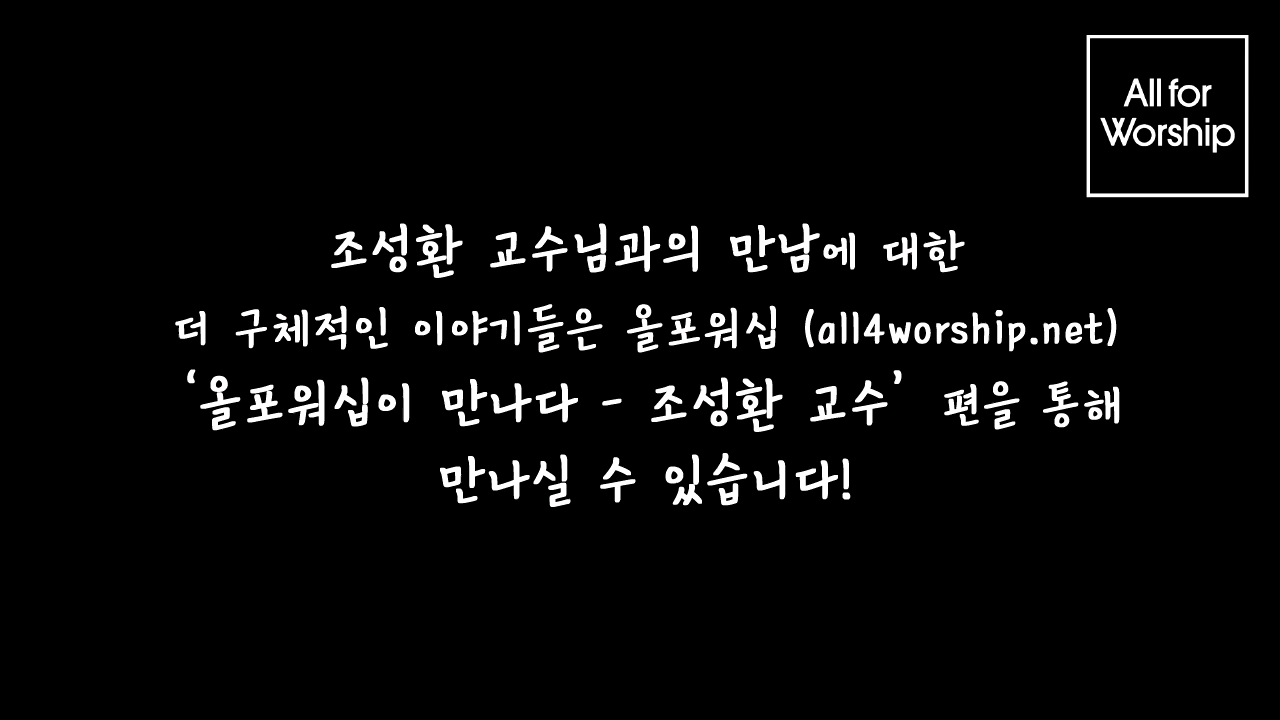 All for
Worship
조성환 교수님과의 만남에 대한
더 구체적인 이야기들은 올포워십 (all4worship.net)
‘올포워십이 만나다 - 조성환 교수’ 편을 통해
만나실 수 있습니다!